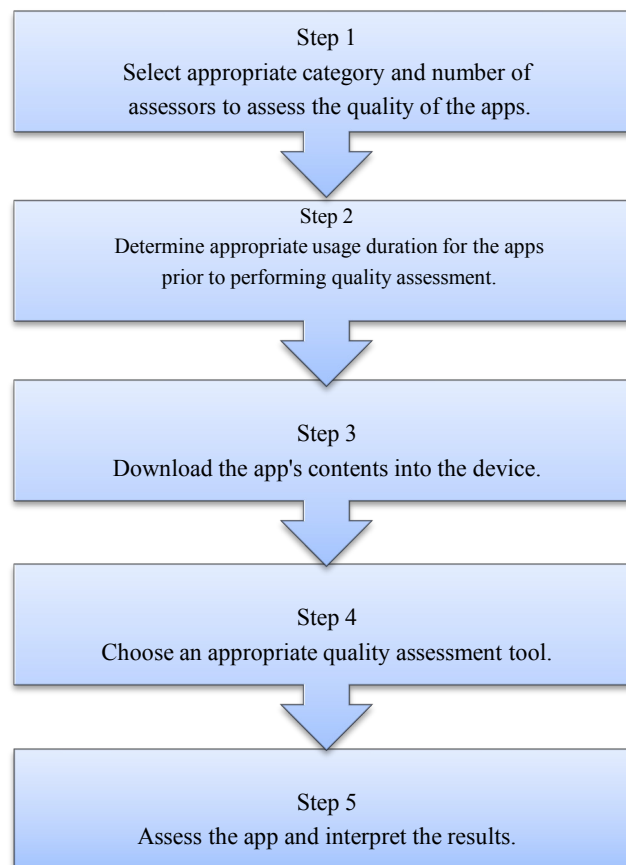 Step 1
Select appropriate category and number of
assessors to assess the quality of the apps.
Step 2
Determine appropriate usage duration for the apps
prior to performing quality assessment.
Step 3
Download the app's contents into the device.
Step 4
Choose an appropriate quality assessment tool.
Step 5
Assess the app and interpret the results.